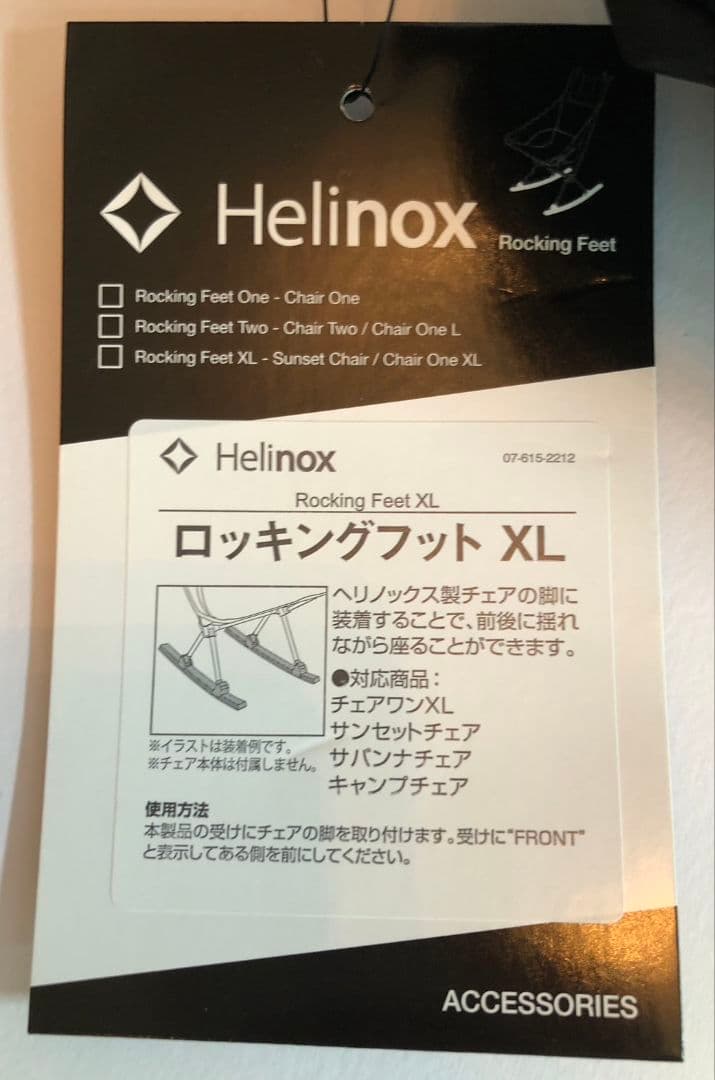 Helinox
Rocking Feet
Rocking Feet One - Chair One
Rocking Feet Two - Chair Two / Chair One L
Rocking Feet XL - Sunset Chair / Chair One XL
Helinox
07-615-2212
Rocking Feet XL
ロッキングフット XL
ヘリノックス製チェアの脚に
装着することで、前後に揺れ
ながら座ることができます。
●対応商品：
チェアワンXL
サンセットチェア
サバンナチェア
キャンプチェア
※イラストは装着例です。
※チェア本体は付属しません。
使用方法
本製品の受けにチェアの脚を取り付けます。受けに"FRONT"
と表示してある側を前にしてください。
ACCESSORIES